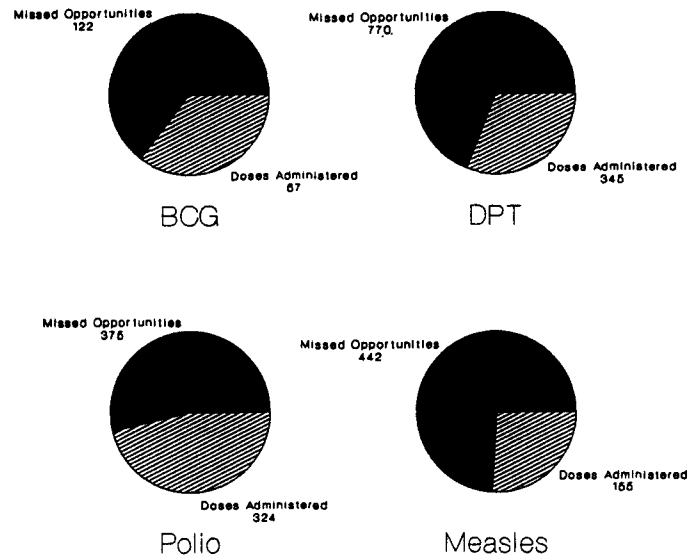 Missed Opportunities
122
Doses Administered
67
BCG
Missed Opportunities
770.
Doses Administered
345
DPT
Missed Opportunities
375
Doses Administered
324
Polio
Missed Opportunities
442
Doses Administered
155
Measles